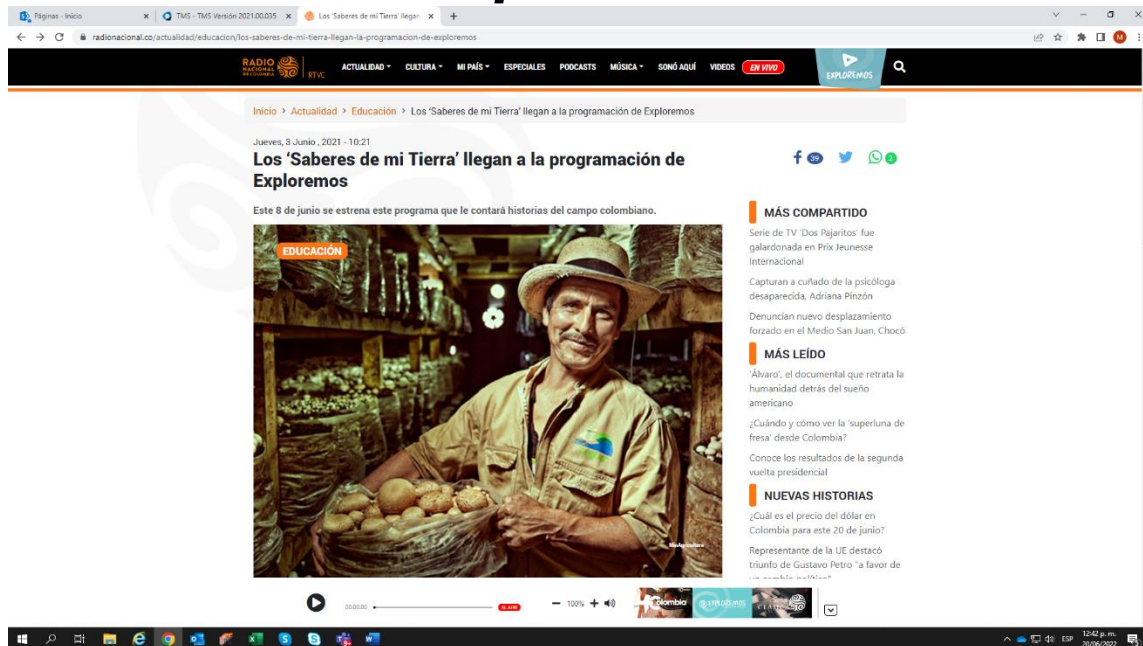 Páginas - Inicio
TMS - TMS Versión 2021.00.035
Los 'Saberes de mi Tierra' llegan
radionacional.co/actualidad/educacion/los-saberes-de-mi-tierra-llegan-la-programacion-de-exploremos
RADIO NACIONAL DE COLOMBIA RTVC ACTUALIDAD CULTURA MI PAÍS ESPECIALES PODCASTS MÚSICA SONÓ AQUÍ VIDEOS EN VIVO EXPLOREMOS
Inicio > Actualidad > Educación > Los 'Saberes de mi Tierra' llegan a la programación de Exploremos
Jueves, 3 Junio , 2021 - 10:21
Los 'Saberes de mi Tierra' llegan a la programación de
Exploremos
39 2
Este 8 de junio se estrena este programa que le contará historias del campo colombiano.
EDUCACIÓN
MinAgricultura
MÁS COMPARTIDO
Serie de TV 'Dos Pajaritos' fue
galardonada en Prix Jeunesse
Internacional
Capturan a cuñado de la psicóloga
desaparecida, Adriana Pinzón
Denuncian nuevo desplazamiento
forzado en el Medio San Juan, Chocó
MÁS LEÍDO
'Álvaro', el documental que retrata la
humanidad detrás del sueño
americano
¿Cuándo y cómo ver la 'superluna de
fresa' desde Colombia?
Conoce los resultados de la segunda
vuelta presidencial
NUEVAS HISTORIAS
¿Cuál es el precio del dólar en
Colombia para este 20 de junio?
Representante de la UE destacó
triunfo de Gustavo Petro "a favor de
un cambio político"
00:00:00 AL AIRE 100% Colombia EXPLOREMOS CLÁSICA
ESP 12:42 p. m.
20/06/2022